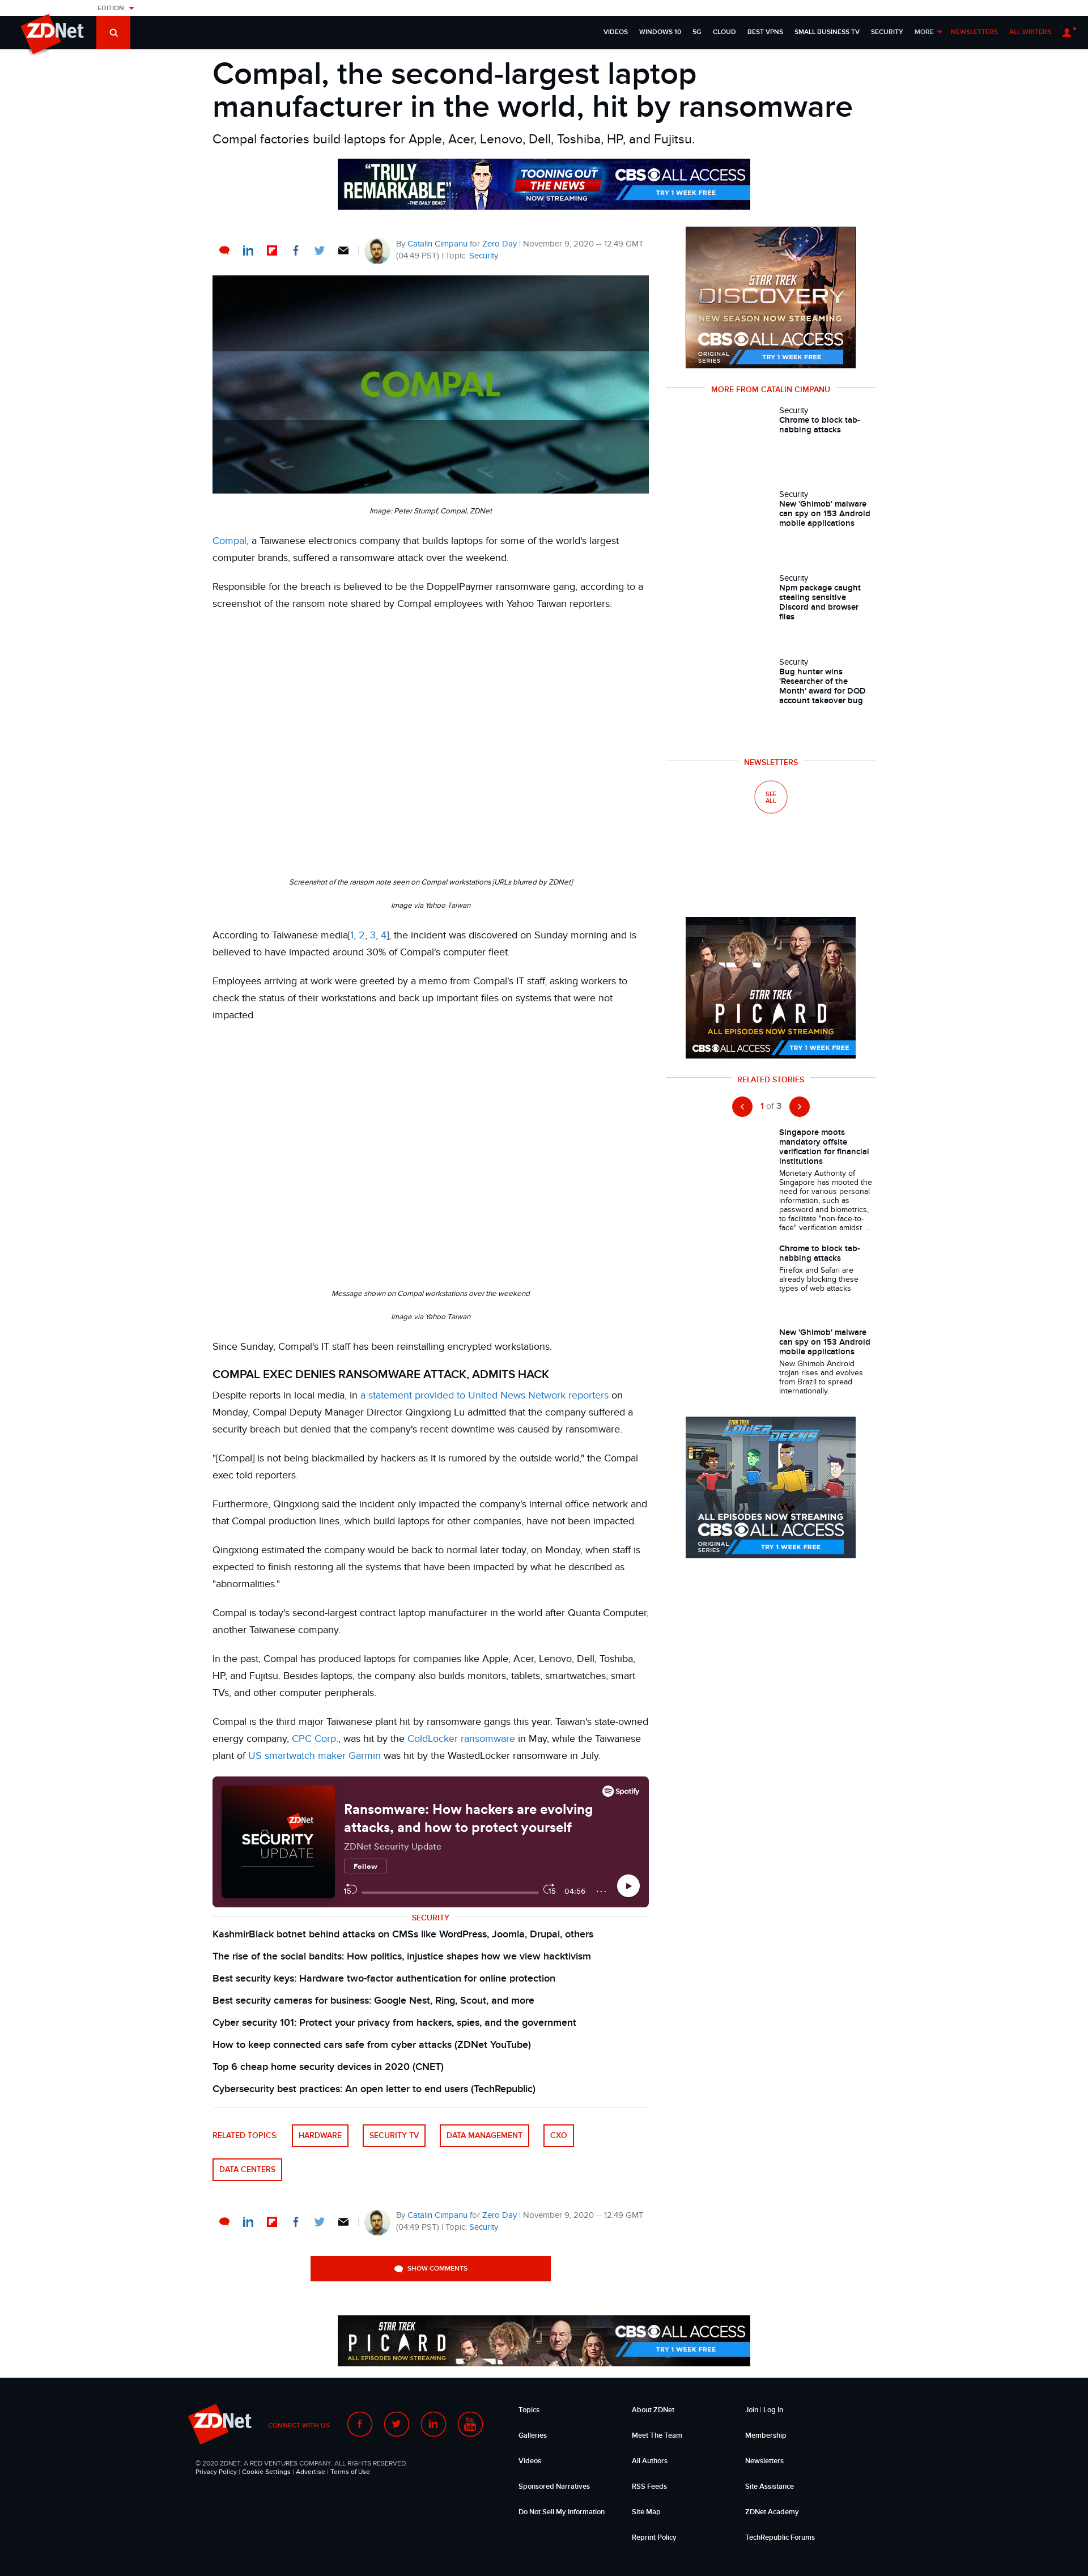 EDITION:
ZDNet
VIDEOS WINDOWS 10 5G CLOUD BEST VPNS SMALL BUSINESS TV SECURITY MORE NEWSLETTERS ALL WRITERS
Compal, the second-largest laptop
manufacturer in the world, hit by ransomware
Compal factories build laptops for Apple, Acer, Lenovo, Dell, Toshiba, HP, and Fujitsu.
"TRULY
REMARKABLE"
-THE DAILY BEAST
TOONING OUT
THE NEWS
NOW STREAMING
CBS ALL ACCESS
TRY 1 WEEK FREE
By Catalin Cimpanu for Zero Day | November 9, 2020 -- 12:49 GMT
(04:49 PST) | Topic: Security
COMPAL
Image: Peter Stumpf, Compal, ZDNet
Compal, a Taiwanese electronics company that builds laptops for some of the world's largest
computer brands, suffered a ransomware attack over the weekend.
Responsible for the breach is believed to be the DoppelPaymer ransomware gang, according to a
screenshot of the ransom note shared by Compal employees with Yahoo Taiwan reporters.
Screenshot of the ransom note seen on Compal workstations [URLs blurred by ZDNet]
Image via Yahoo Taiwan
According to Taiwanese media[1, 2, 3, 4], the incident was discovered on Sunday morning and is
believed to have impacted around 30% of Compal's computer fleet.
Employees arriving at work were greeted by a memo from Compal's IT staff, asking workers to
check the status of their workstations and back up important files on systems that were not
impacted.
Message shown on Compal workstations over the weekend
Image via Yahoo Taiwan
Since Sunday, Compal's IT staff has been reinstalling encrypted workstations.
COMPAL EXEC DENIES RANSOMWARE ATTACK, ADMITS HACK
Despite reports in local media, in a statement provided to United News Network reporters on
Monday, Compal Deputy Manager Director Qingxiong Lu admitted that the company suffered a
security breach but denied that the company's recent downtime was caused by ransomware.
"[Compal] is not being blackmailed by hackers as it is rumored by the outside world," the Compal
exec told reporters.
Furthermore, Qingxiong said the incident only impacted the company's internal office network and
that Compal production lines, which build laptops for other companies, have not been impacted.
Qingxiong estimated the company would be back to normal later today, on Monday, when staff is
expected to finish restoring all the systems that have been impacted by what he described as
"abnormalities."
Compal is today's second-largest contract laptop manufacturer in the world after Quanta Computer,
another Taiwanese company.
In the past, Compal has produced laptops for companies like Apple, Acer, Lenovo, Dell, Toshiba,
HP, and Fujitsu. Besides laptops, the company also builds monitors, tablets, smartwatches, smart
TVs, and other computer peripherals.
Compal is the third major Taiwanese plant hit by ransomware gangs this year. Taiwan's state-owned
energy company, CPC Corp., was hit by the ColdLocker ransomware in May, while the Taiwanese
plant of US smartwatch maker Garmin was hit by the WastedLocker ransomware in July.
ZDNet
SECURITY
UPDATE
Spotify
Ransomware: How hackers are evolving
attacks, and how to protect yourself
ZDNet Security Update
Follow
15
15 04:56 ...
SECURITY
KashmirBlack botnet behind attacks on CMSs like WordPress, Joomla, Drupal, others
The rise of the social bandits: How politics, injustice shapes how we view hacktivism
Best security keys: Hardware two-factor authentication for online protection
Best security cameras for business: Google Nest, Ring, Scout, and more
Cyber security 101: Protect your privacy from hackers, spies, and the government
How to keep connected cars safe from cyber attacks (ZDNet YouTube)
Top 6 cheap home security devices in 2020 (CNET)
Cybersecurity best practices: An open letter to end users (TechRepublic)
RELATED TOPICS: HARDWARE SECURITY TV DATA MANAGEMENT CXO
DATA CENTERS
By Catalin Cimpanu for Zero Day | November 9, 2020 -- 12:49 GMT
(04:49 PST) | Topic: Security
SHOW COMMENTS
STAR TREK
DISCOVERY
NEW SEASON NOW STREAMING
CBS ALL ACCESS
ORIGINAL
SERIES
TRY 1 WEEK FREE
MORE FROM CATALIN CIMPANU
Security
Chrome to block tab-
nabbing attacks
Security
New 'Ghimob' malware
can spy on 153 Android
mobile applications
Security
Npm package caught
stealing sensitive
Discord and browser
files
Security
Bug hunter wins
'Researcher of the
Month' award for DOD
account takeover bug
NEWSLETTERS
SEE
ALL
STAR TREK
PICARD
ALL EPISODES NOW STREAMING
CBS ALL ACCESS TRY 1 WEEK FREE
RELATED STORIES
1 of 3
Singapore moots
mandatory offsite
verification for financial
institutions
Monetary Authority of
Singapore has mooted the
need for various personal
information, such as
password and biometrics,
to facilitate "non-face-to-
face" verification amidst ...
Chrome to block tab-
nabbing attacks
Firefox and Safari are
already blocking these
types of web attacks
New 'Ghimob' malware
can spy on 153 Android
mobile applications
New Ghimob Android
trojan rises and evolves
from Brazil to spread
internationally.
STAR TREK
LOWER DECKS
ALL EPISODES NOW STREAMING
CBS ALL ACCESS
ORIGINAL
SERIES
TRY 1 WEEK FREE
STAR TREK
PICARD
ALL EPISODES NOW STREAMING
CBS ALL ACCESS
TRY 1 WEEK FREE
ZDNet
CONNECT WITH US
You
Tube
© 2020 ZDNET, A RED VENTURES COMPANY. ALL RIGHTS RESERVED.
Privacy Policy | Cookie Settings | Advertise | Terms of Use
Topics
Galleries
Videos
Sponsored Narratives
Do Not Sell My Information
About ZDNet
Meet The Team
All Authors
RSS Feeds
Site Map
Reprint Policy
Join | Log In
Membership
Newsletters
Site Assistance
ZDNet Academy
TechRepublic Forums